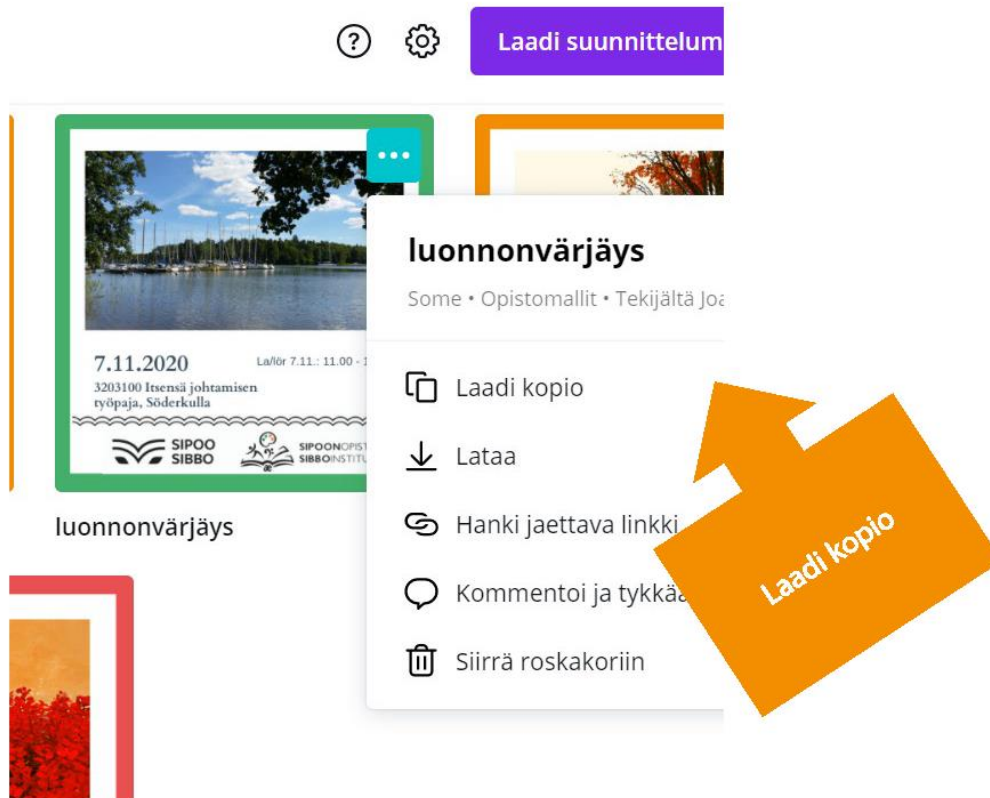 Laadi suunnittelum
7.11.2020
La/lör 7.11.: 11.00 -
3203100 Itsensä johtamisen
työpaja, Söderkulla
SIPOO
SIBBO
SIPOONOPIST
SIBBOINSTITU
luonnonvärjäys
luonnonvärjäys
Some • Opistomallit • Tekijältä Joa
Laadi kopio
Lataa
Hanki jaettava linkki
Kommentoi ja tykkää
Siirrä roskakoriin
Laadi kopio